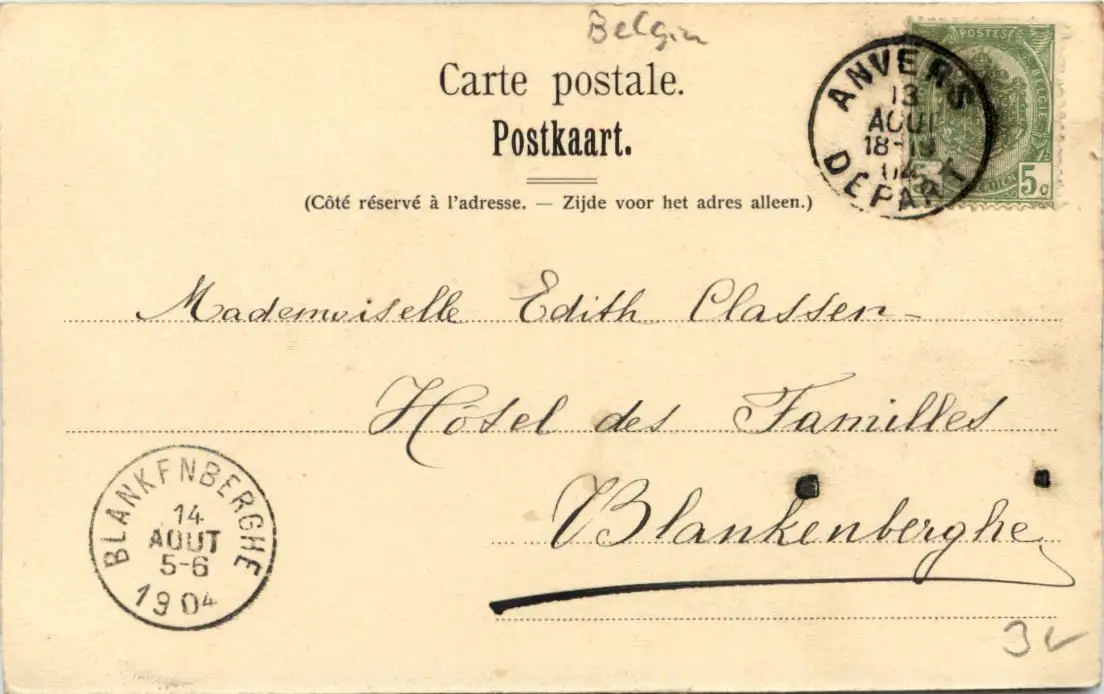 Belgien
Carte postale.
Postkaart.
(Côté réservé à l'adresse. — Zijde voor het adres alleen.)
POSTES
BELGIE
5 5c
ANVERS
13
AOUT
18-19
04
DEPART
Mademoiselle Edith Classen
Hôtel des Familles
Blankenberghe
BLANKENBERGHE
14
AOUT
5-6
1904